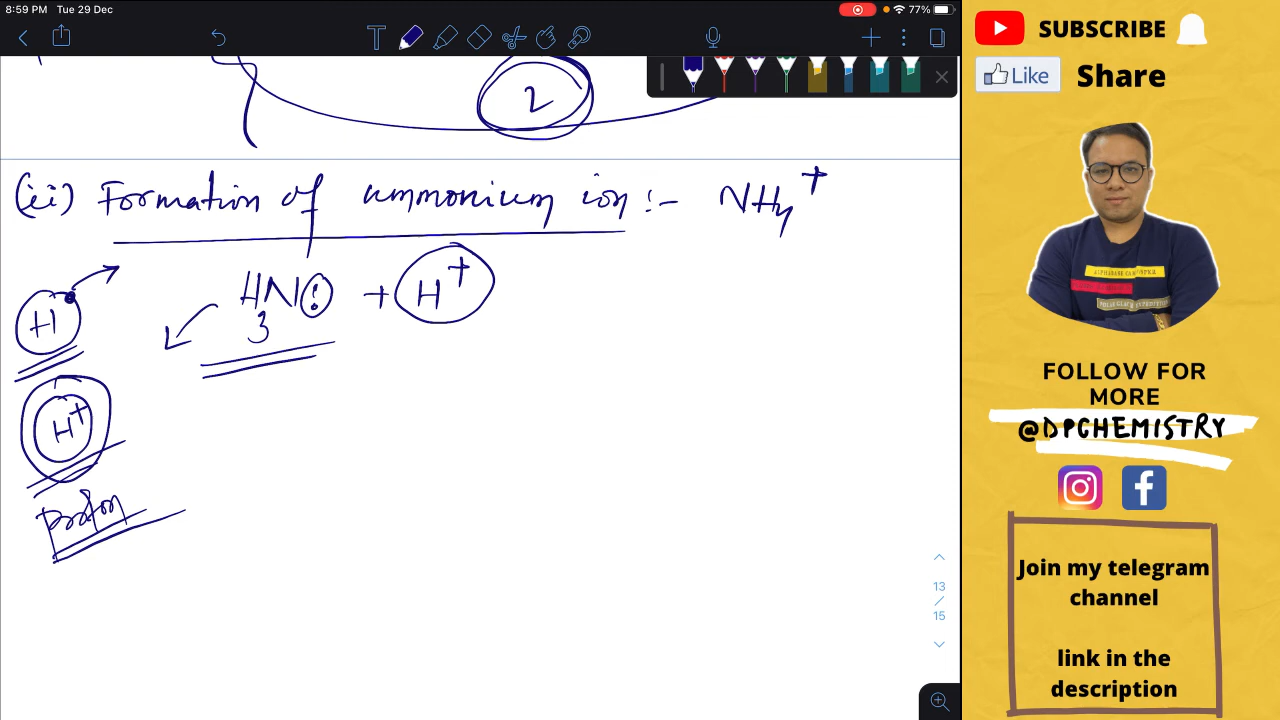 8:59 PM Tue 29 Dec
77%
T
2
(ii) Formation of ammonium ion :- NH4+
H
H3N: + H+
H+
Proton
13
/
15
SUBSCRIBE
Like
Share
FOLLOW FOR
MORE
@DPCHEMISTRY
Join my telegram
channel
link in the
description